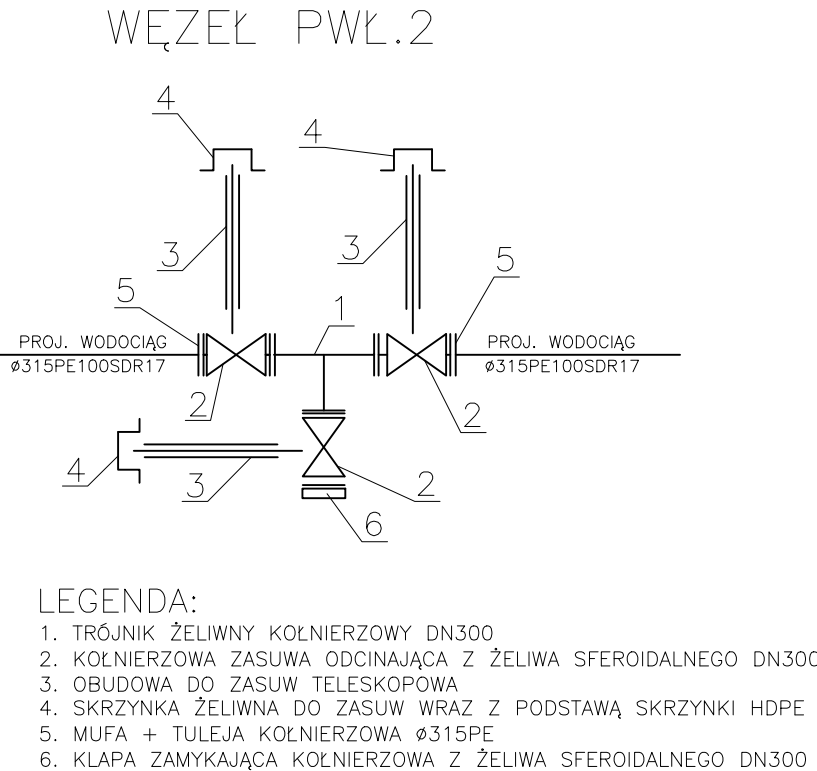 WĘZEŁ PWŁ.2
4
4
3
3
5
5
1
PROJ. WODOCIĄG
ø315PE100SDR17
PROJ. WODOCIĄG
ø315PE100SDR17
2
2
4
3
2
6
LEGENDA:
1. TRÓJNIK ŻELIWNY KOŁNIERZOWY DN300
2. KOŁNIERZOWA ZASUWA ODCINAJĄCA Z ŻELIWA SFEROIDALNEGO DN300
3. OBUDOWA DO ZASUW TELESKOPOWA
4. SKRZYNKA ŻELIWNA DO ZASUW WRAZ Z PODSTAWĄ SKRZYNKI HDPE
5. MUFA + TULEJA KOŁNIERZOWA ø315PE
6. KLAPA ZAMYKAJĄCA KOŁNIERZOWA Z ŻELIWA SFEROIDALNEGO DN300